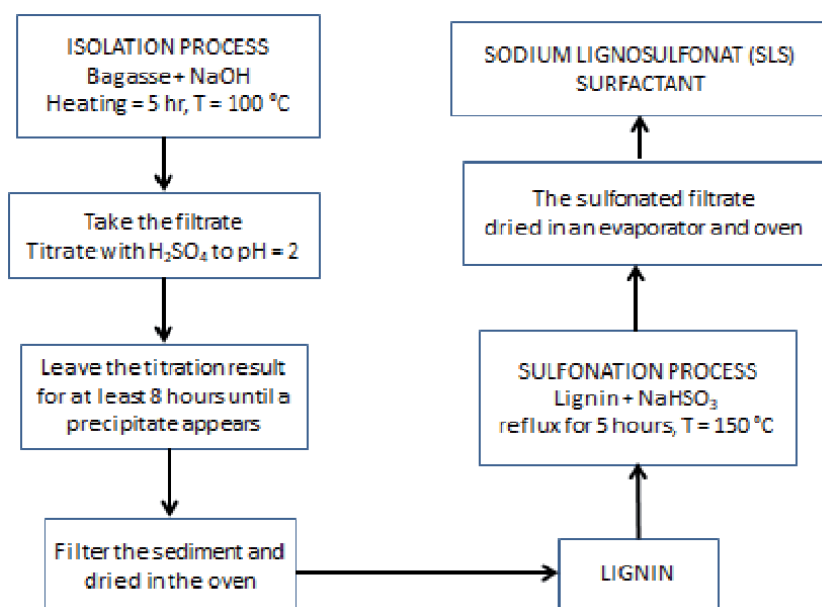 ISOLATION PROCESS
Bagasse + NaOH
Heating = 5 hr, T = 100 °C
Take the filtrate
Titrate with H₂SO₄ to pH = 2
Leave the titration result
for at least 8 hours until a
precipitate appears
Filter the sediment and
dried in the oven
LIGNIN
SULFONATION PROCESS
Lignin + NaHSO₃
reflux for 5 hours, T = 150 °C
The sulfonated filtrate
dried in an evaporator and oven
SODIUM LIGNOSULFONAT (SLS)
SURFACTANT